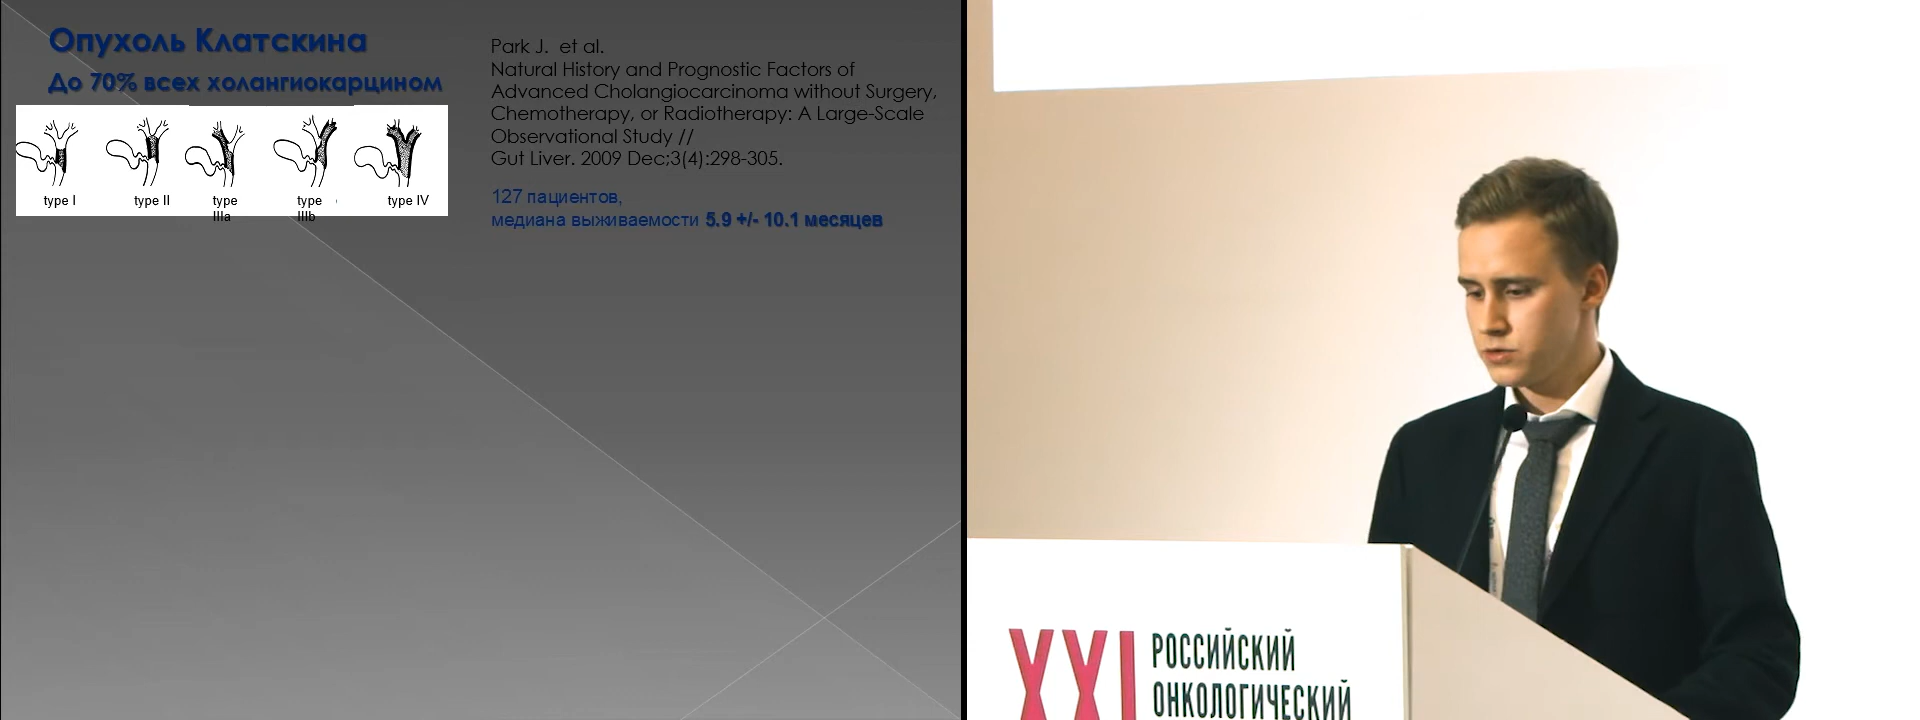 Опухоль Клатскина
До 70% всех холангиокарцином
type I
type II
type
IIIa
type
IIIb
type IV
Park J. et al.
Natural History and Prognostic Factors of
Advanced Cholangiocarcinoma without Surgery,
Chemotherapy, or Radiotherapy: A Large-Scale
Observational Study //
Gut Liver. 2009 Dec;3(4):298-305.
127 пациентов,
медиана выживаемости 5.9 +/- 10.1 месяцев
XXI РОССИЙСКИЙ
ОНКОЛОГИЧЕСКИЙ